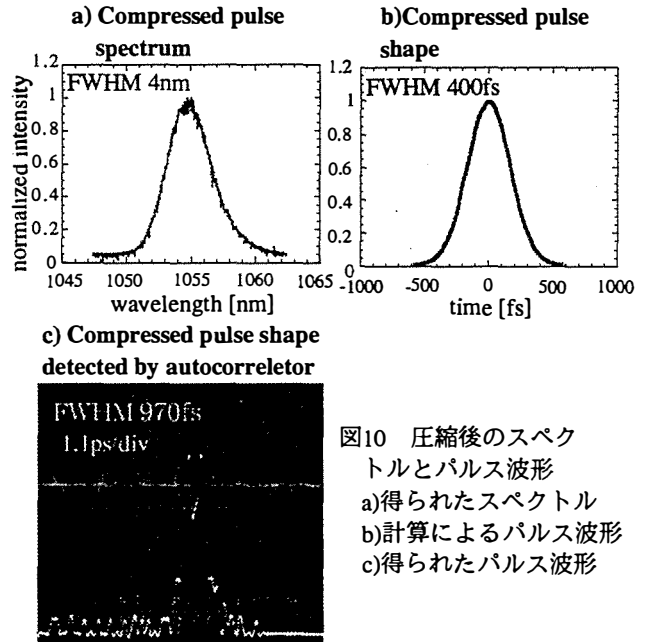 a) Compressed pulse
spectrum
FWHM 4nm
normalized intensity
1.2
1
0.8
0.6
0.4
0.2
0
1045
1050
1055
1060
1065
wavelength [nm]
b)Compressed pulse
shape
FWHM 400fs
1.2
1
0.8
0.6
0.4
0.2
0
-1000
-500
0
500
1000
time [fs]
c) Compressed pulse shape
detected by autocorreletor
FWHM 970fs
1.1ps/div
図10 圧縮後のスペク
トルとパルス波形
a)得られたスペクトル
b)計算によるパルス波形
c)得られたパルス波形